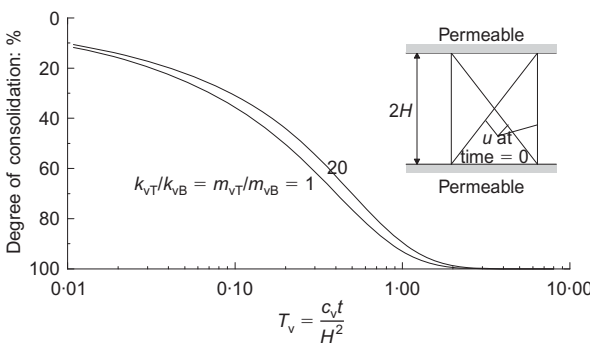 0
20
40
60
80
100
Degree of consolidation: %
0·01
0·10
1·00
10·00
T_v = c_v t / H²
k_vT/k_vB = m_vT/m_vB = 1
20
Permeable
2H
u at
time = 0
Permeable